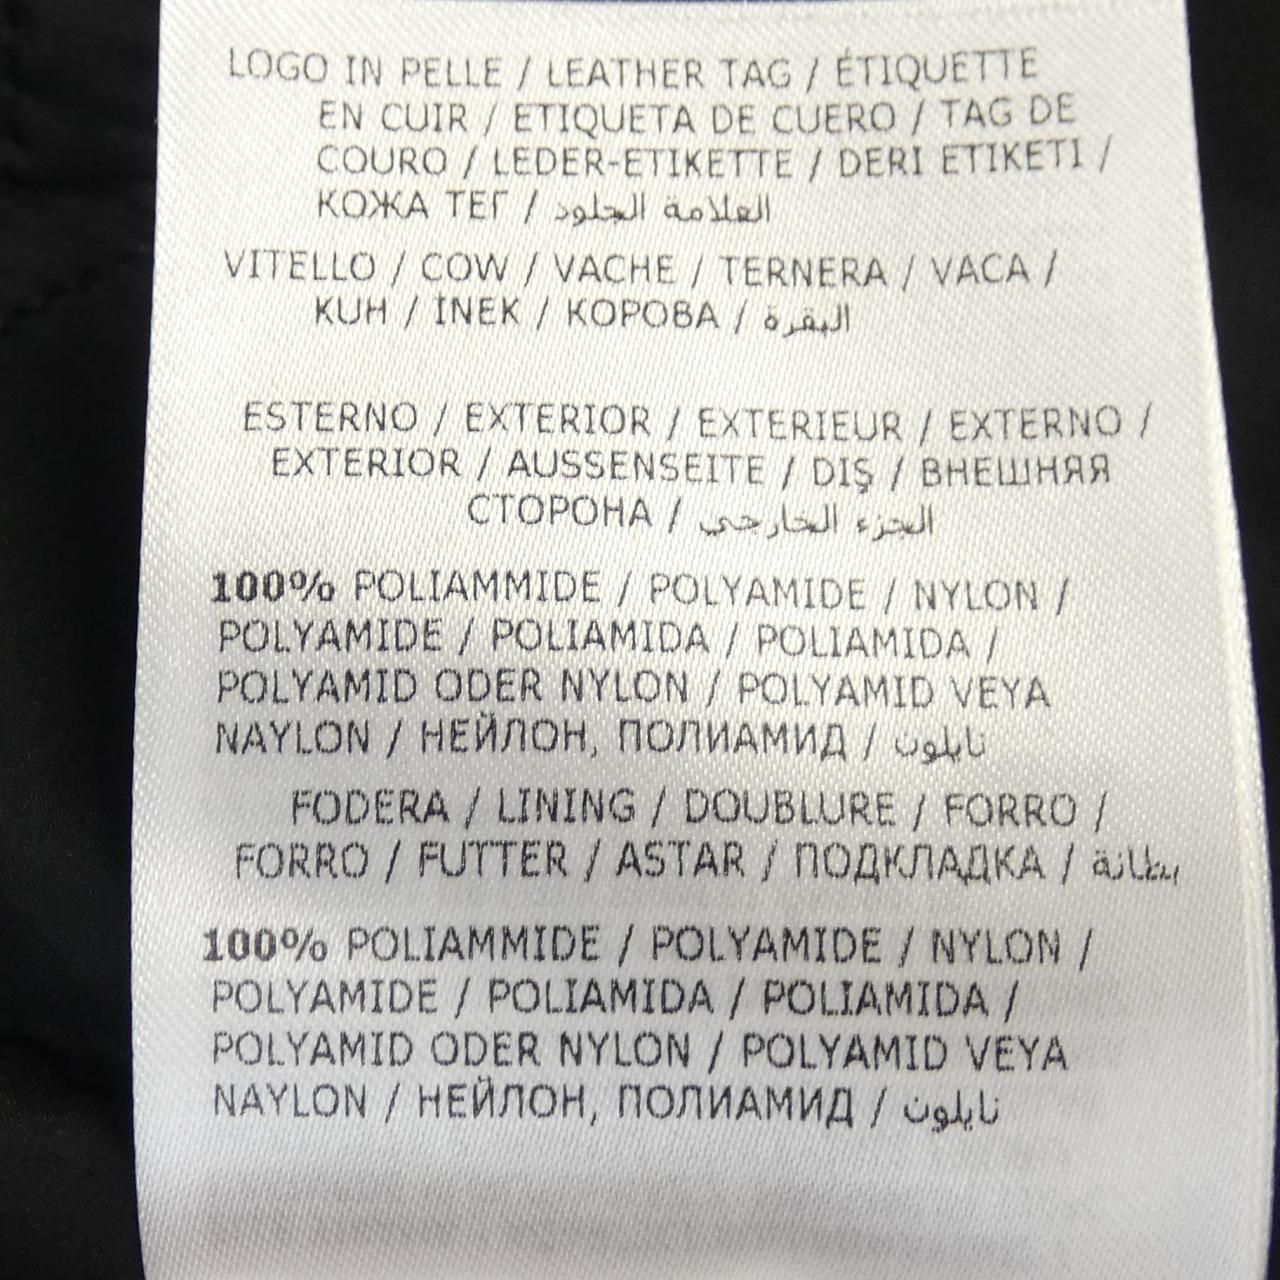 LOGO IN PELLE / LEATHER TAG / ÉTIQUETTE
EN CUIR / ETIQUETA DE CUERO / TAG DE
COURO / LEDER-ETIKETTE / DERI ETIKETI /
КОЖА ТЕГ / العلامة الجلود
VITELLO / COW / VACHE / TERNERA / VACA /
KUH / İNEK / КОРОВА / البقرة
ESTERNO / EXTERIOR / EXTERIEUR / EXTERNO /
EXTERIOR / AUSSENSEITE / DIŞ / ВНЕШНЯЯ
СТОРОНА / الجزء الخارجي
100% POLIAMMIDE / POLYAMIDE / NYLON /
POLYAMIDE / POLIAMIDA / POLIAMIDA /
POLYAMID ODER NYLON / POLYAMID VEYA
NAYLON / НЕЙЛОН, ПОЛИАМИД / نايلون
FODERA / LINING / DOUBLURE / FORRO /
FORRO / FUTTER / ASTAR / ПОДКЛАДКА / بطانة
100% POLIAMMIDE / POLYAMIDE / NYLON /
POLYAMIDE / POLIAMIDA / POLIAMIDA /
POLYAMID ODER NYLON / POLYAMID VEYA
NAYLON / НЕЙЛОН, ПОЛИАМИД / نايلون